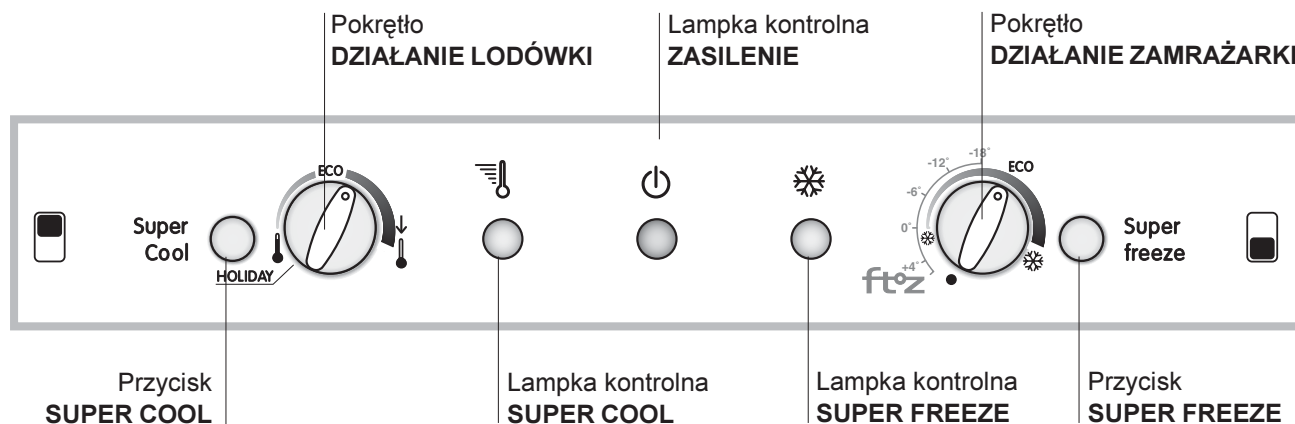 Pokrętło
DZIAŁANIE LODÓWKI
Lampka kontrolna
ZASILENIE
Pokrętło
DZIAŁANIE ZAMRAŻARKI
Super
Cool
ECO
HOLIDAY
-18°
-12°
-6°
0°
+4°
ECO
ft°z
Super
freeze
Przycisk
SUPER COOL
Lampka kontrolna
SUPER COOL
Lampka kontrolna
SUPER FREEZE
Przycisk
SUPER FREEZE